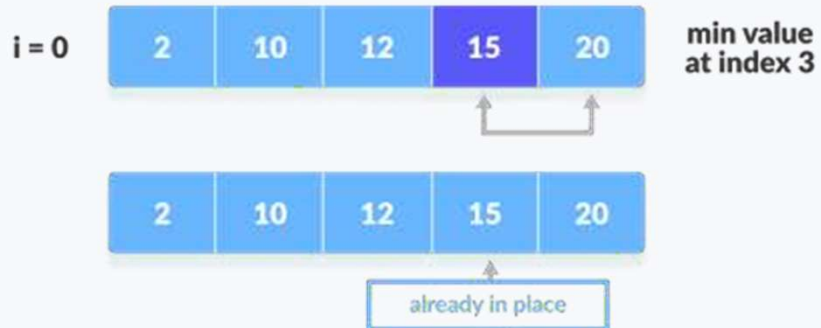 i = 0
2 10 12 15 20
min value
at index 3
2 10 12 15 20
already in place